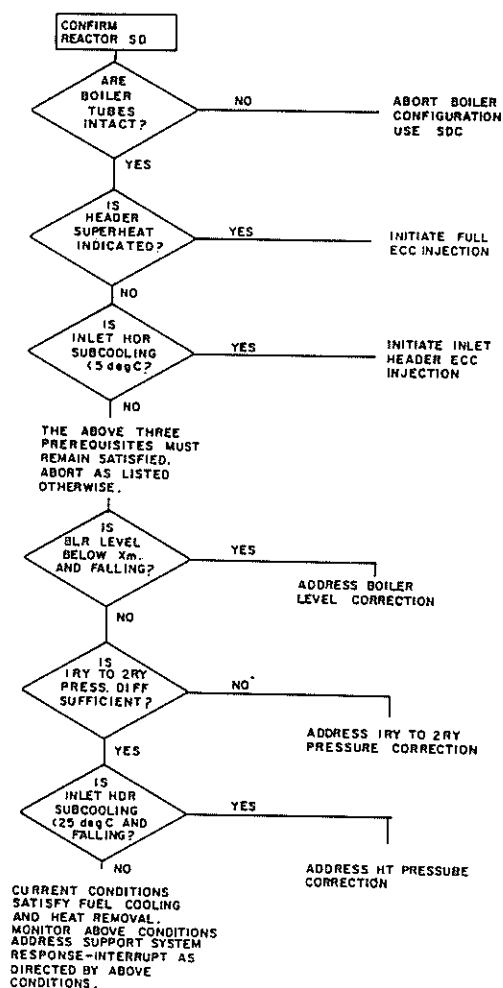 CONFIRM
REACTOR SD
ARE
BOILER
TUBES
INTACT?
NO
ABORT BOILER
CONFIGURATION
USE SDC
YES
IS
HEADER
SUPERHEAT
INDICATED?
YES
INITIATE FULL
ECC INJECTION
NO
IS
INLET HDR
SUBCOOLING
<5 degC?
YES
INITIATE INLET
HEADER ECC
INJECTION
NO
THE ABOVE THREE
PREREQUISITES MUST
REMAIN SATISFIED.
ABORT AS LISTED
OTHERWISE.
IS
BLR LEVEL
BELOW Xm.
AND FALLING?
YES
ADDRESS BOILER
LEVEL CORRECTION
NO
IS
1RY TO 2RY
PRESS. DIFF
SUFFICIENT?
NO
ADDRESS 1RY TO 2RY
PRESSURE CORRECTION
YES
IS
INLET HDR
SUBCOOLING
<25 degC AND
FALLING?
YES
ADDRESS HT PRESSURE
CORRECTION
NO
CURRENT CONDITIONS
SATISFY FUEL COOLING
AND HEAT REMOVAL.
MONITOR ABOVE CONDITIONS
ADDRESS SUPPORT SYSTEM
RESPONSE-INTERRUPT AS
DIRECTED BY ABOVE
CONDITIONS.